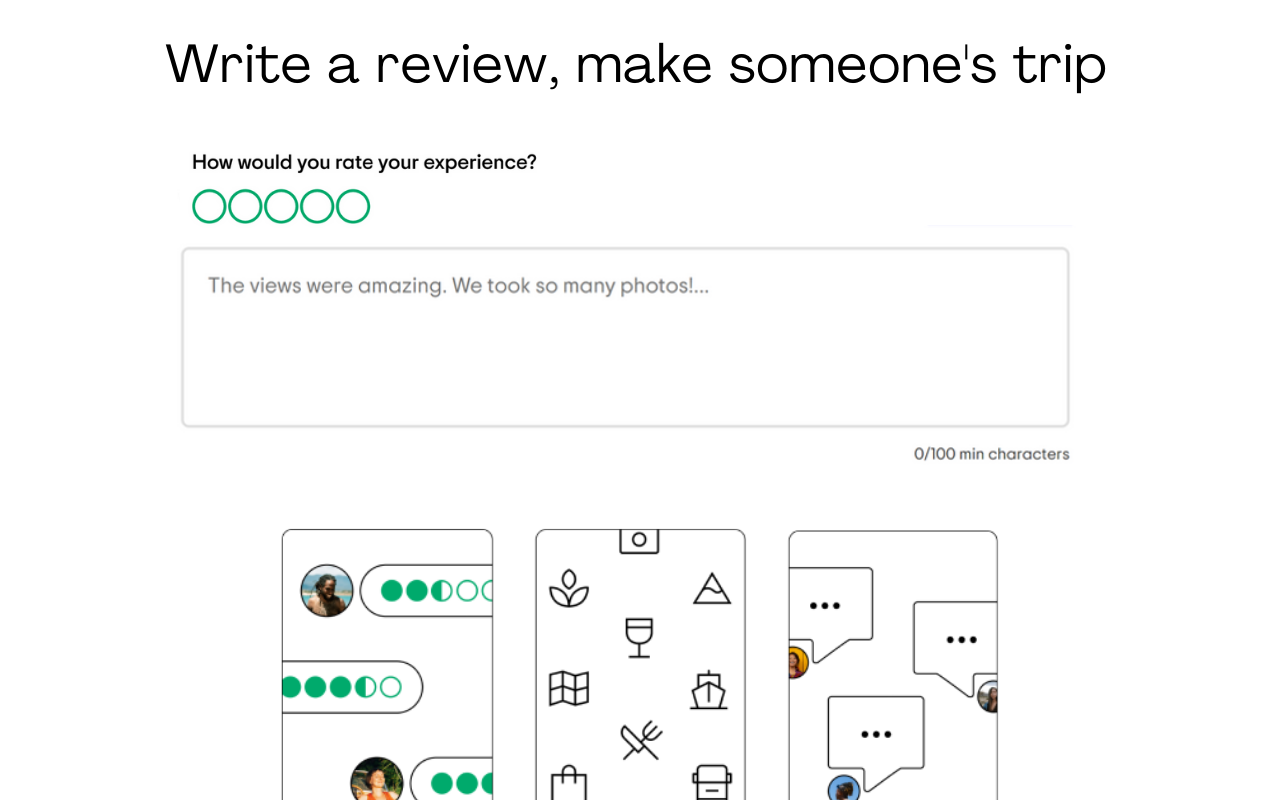 Write a review, make someone's trip
How would you rate your experience?
The views were amazing. We took so many photos!...
0/100 min characters